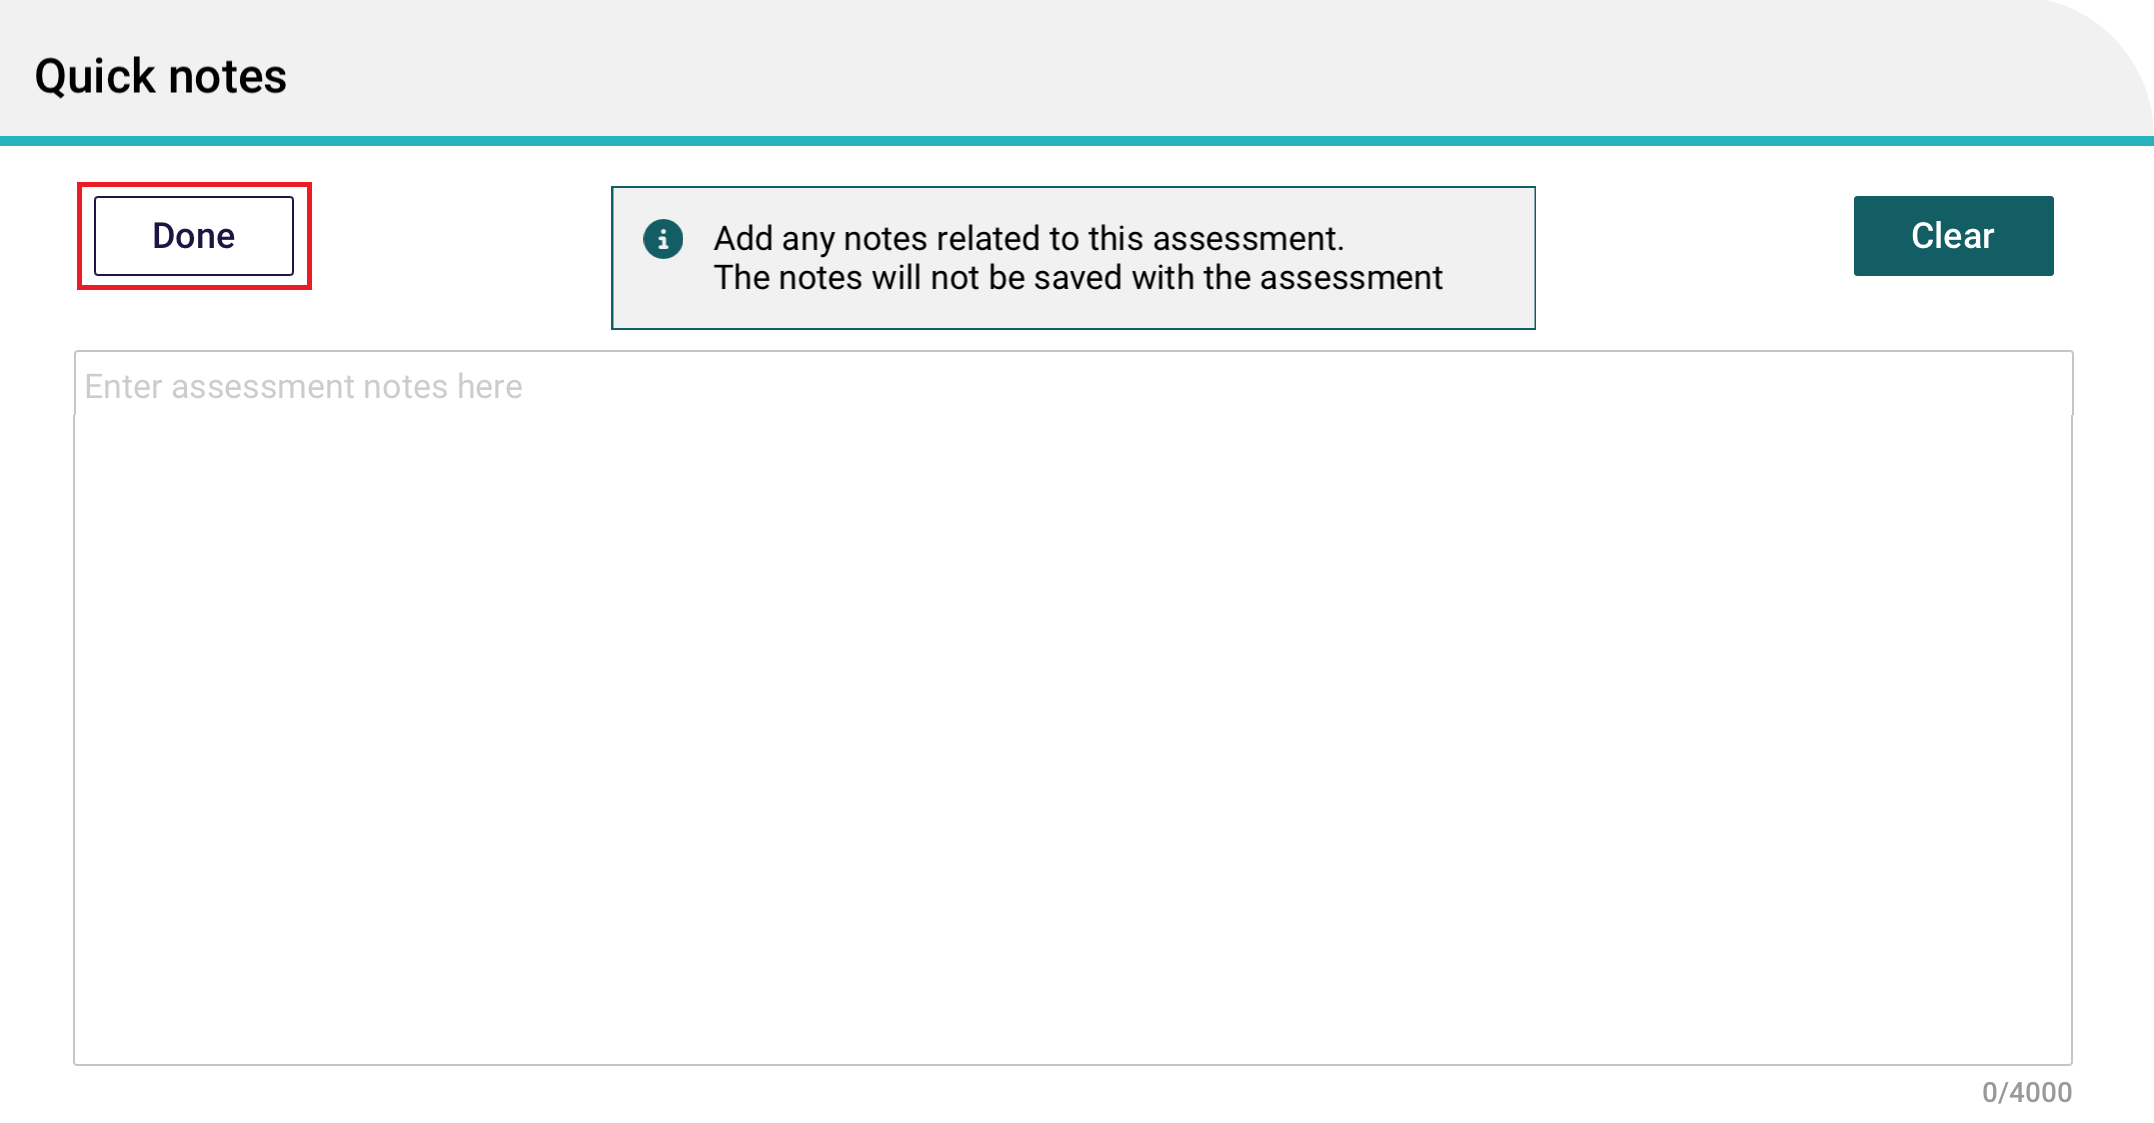 Quick notes
Done
Add any notes related to this assessment.
The notes will not be saved with the assessment
Clear
Enter assessment notes here
0/4000